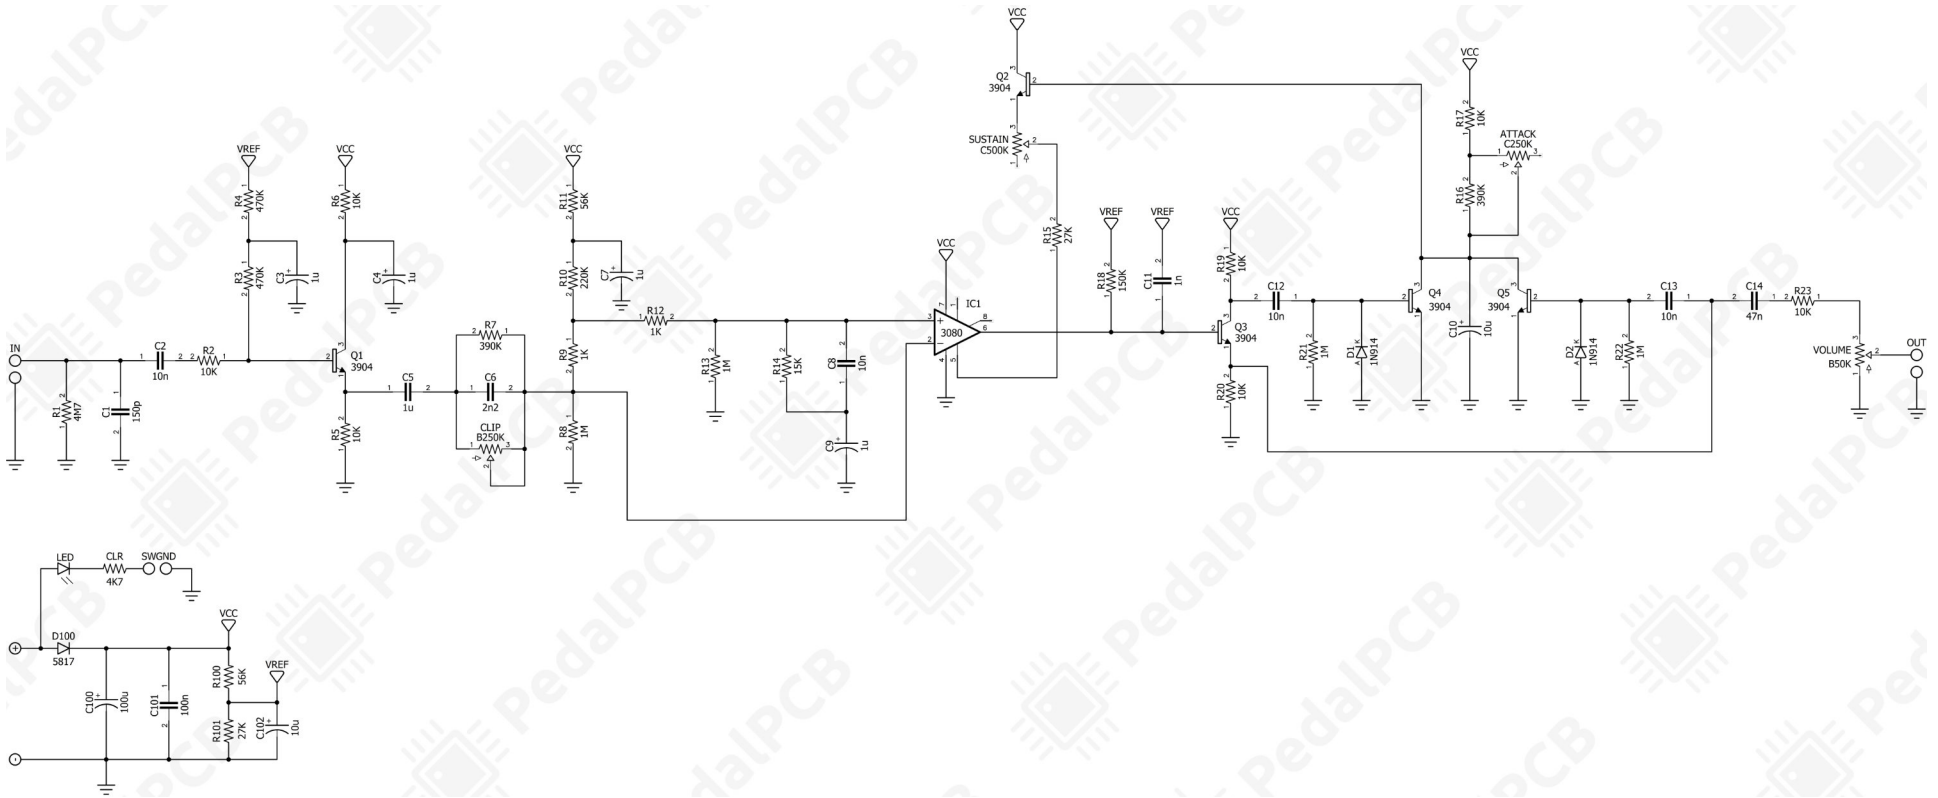 VCC
Q2
3904
SUSTAIN
C500K
R15
27K
VCC
R17
10K
ATTACK
C250K
R16
390K
VREF
R4
470K
R3
470K
C3
1u
VCC
R6
10K
C4
1u
IN
R1
4M7
C1
150p
C2
10n
R2
10K
Q1
3904
R5
10K
C5
1u
R7
390K
C6
2n2
CLIP
B250K
VCC
R11
56K
R10
220K
C7
1u
R9
1K
R8
1M
R12
1K
R13
1M
R14
15K
C8
10n
C9
1u
VCC
IC1
3080
VREF
R18
150K
VREF
C11
1n
VCC
R19
10K
Q3
3904
R20
10K
C12
10n
R21
1M
D1
1N914
Q4
3904
C10
10u
Q5
3904
D2
1N914
R22
1M
C13
10n
C14
47n
R23
10K
VOLUME
B50K
OUT
LED
CLR
4K7
SWGND
D100
5817
C100
100u
C101
100n
VCC
R100
56K
R101
27K
VREF
C102
10u
PedalPCB